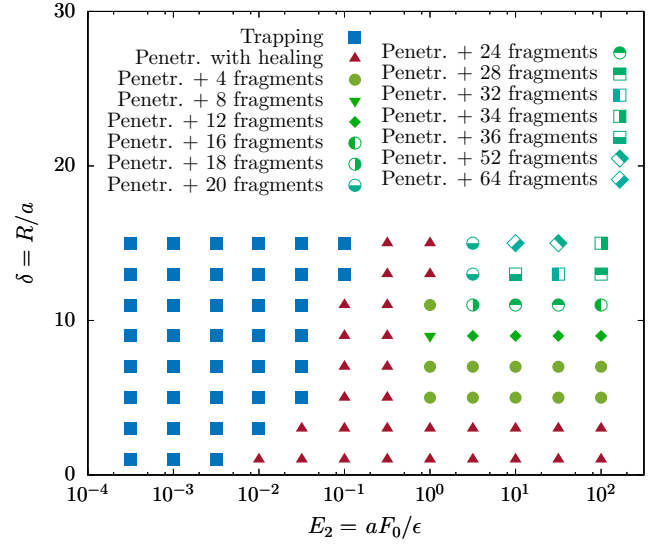 30
20
10
0
δ = R/a
Trapping
Penetr. with healing
Penetr. + 4 fragments
Penetr. + 8 fragments
Penetr. + 12 fragments
Penetr. + 16 fragments
Penetr. + 18 fragments
Penetr. + 20 fragments
Penetr. + 24 fragments
Penetr. + 28 fragments
Penetr. + 32 fragments
Penetr. + 34 fragments
Penetr. + 36 fragments
Penetr. + 52 fragments
Penetr. + 64 fragments
10⁻⁴ 10⁻³ 10⁻² 10⁻¹ 10⁰ 10¹ 10²
E₂ = aF₀/ϵ